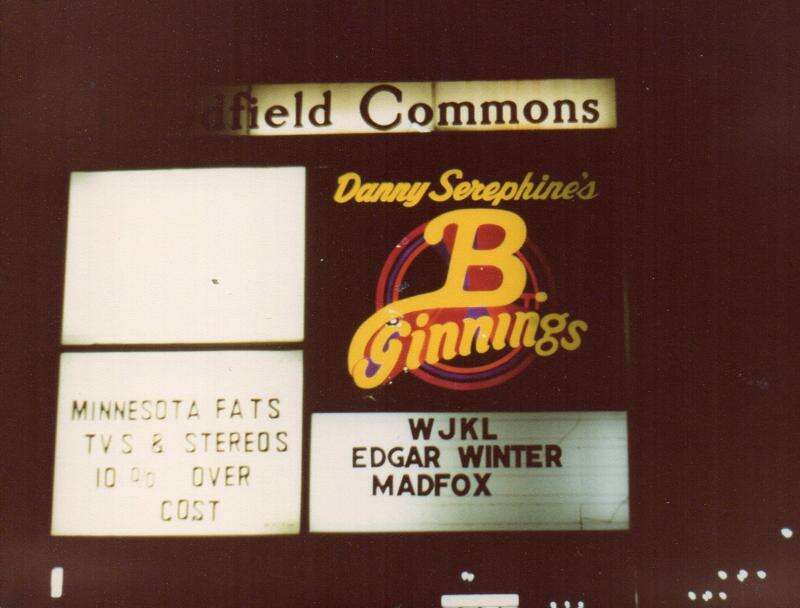 dfield Commons
Danny Serephine's
B
Ginnings
MINNESOTA FATS
TVS & STEREOS
10 % OVER
COST
WJKL
EDGAR WINTER
MADFOX